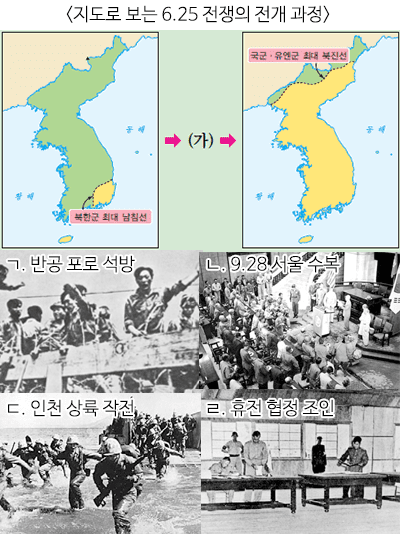 <지도로 보는 6.25 전쟁의 전개 과정>
동해
황해
북한군 최대 남침선
(가)
국군·유엔군 최대 북진선
동해
황해
ㄱ. 반공 포로 석방
ㄴ. 9.28 서울 수복
ㄷ. 인천 상륙 작전
ㄹ. 휴전 협정 조인